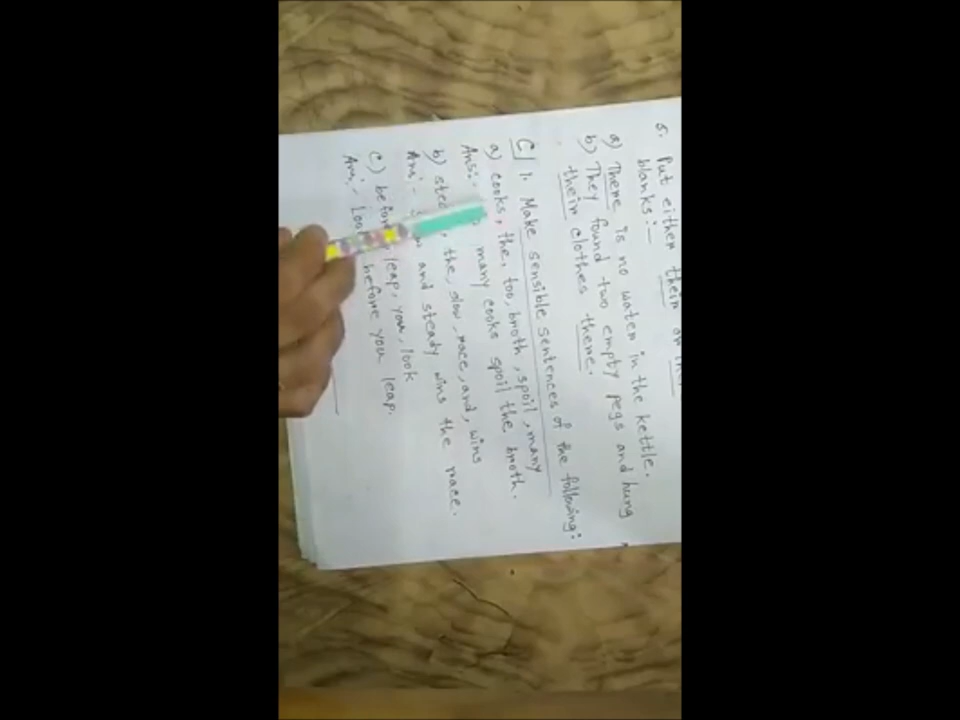 5. Put either their or
blanks:-
a) There is no water in the kettle.
b) They found two empty pegs and hung
their clothes there.
C/ 1. Make sensible sentences of the following:
a) cooks, the, too, broth, spoil, many
Ans:- many cooks spoil the broth.
b) the, slow, race, and, wins
Ans:- and steady wins the race.
c) before, leap, you, look
Ans:- Look before you leap.